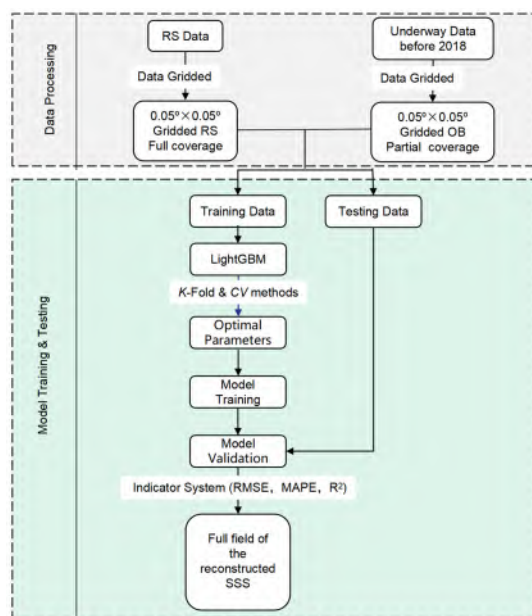 Data Processing
RS Data
Underway Data
before 2018
Data Gridded
Data Gridded
0.05º×0.05º
Gridded RS
Full coverage
0.05º×0.05º
Gridded OB
Partial coverage
Model Training & Testing
Training Data
Testing Data
LightGBM
K-Fold & CV methods
Optimal
Parameters
Model
Training
Model
Validation
Indicator System (RMSE, MAPE, R²)
Full field of
the
reconstructed
SSS